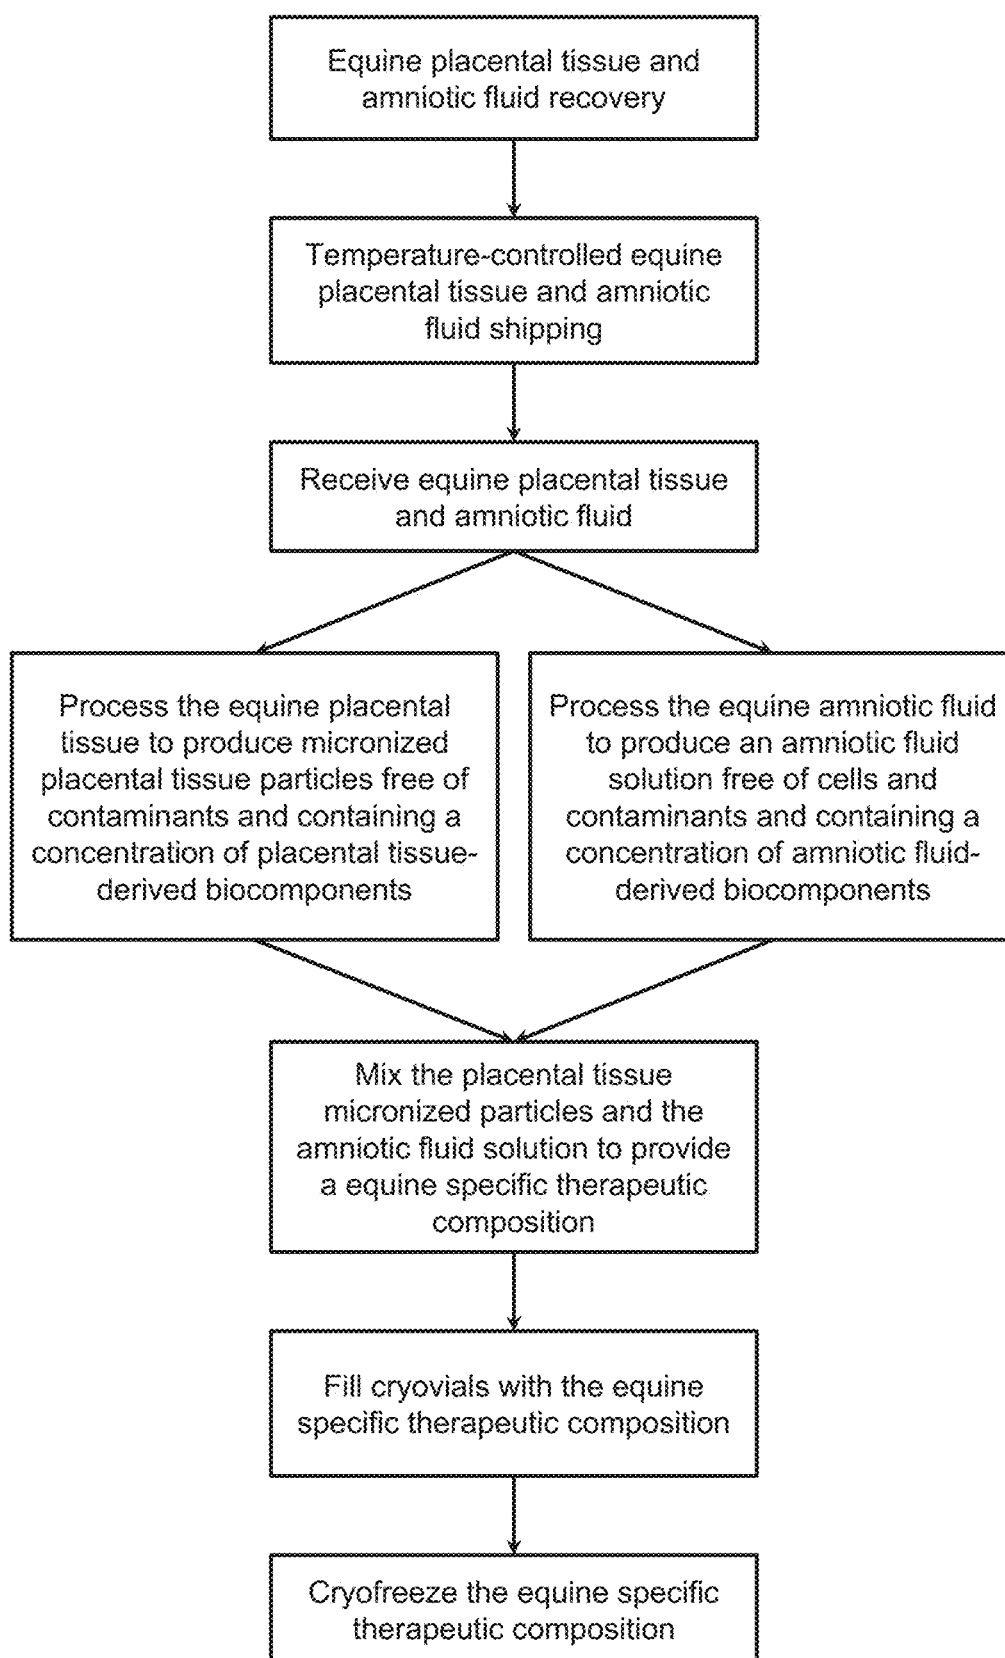 Equine placental tissue and
amniotic fluid recovery
Temperature-controlled equine
placental tissue and amniotic
fluid shipping
Receive equine placental tissue
and amniotic fluid
Process the equine placental
tissue to produce micronized
placental tissue particles free of
contaminants and containing a
concentration of placental tissue-
derived biocomponents
Process the equine amniotic fluid
to produce an amniotic fluid
solution free of cells and
contaminants and containing a
concentration of amniotic fluid-
derived biocomponents
Mix the placental tissue
micronized particles and the
amniotic fluid solution to provide
a equine specific therapeutic
composition
Fill cryovials with the equine
specific therapeutic composition
Cryofreeze the equine specific
therapeutic composition